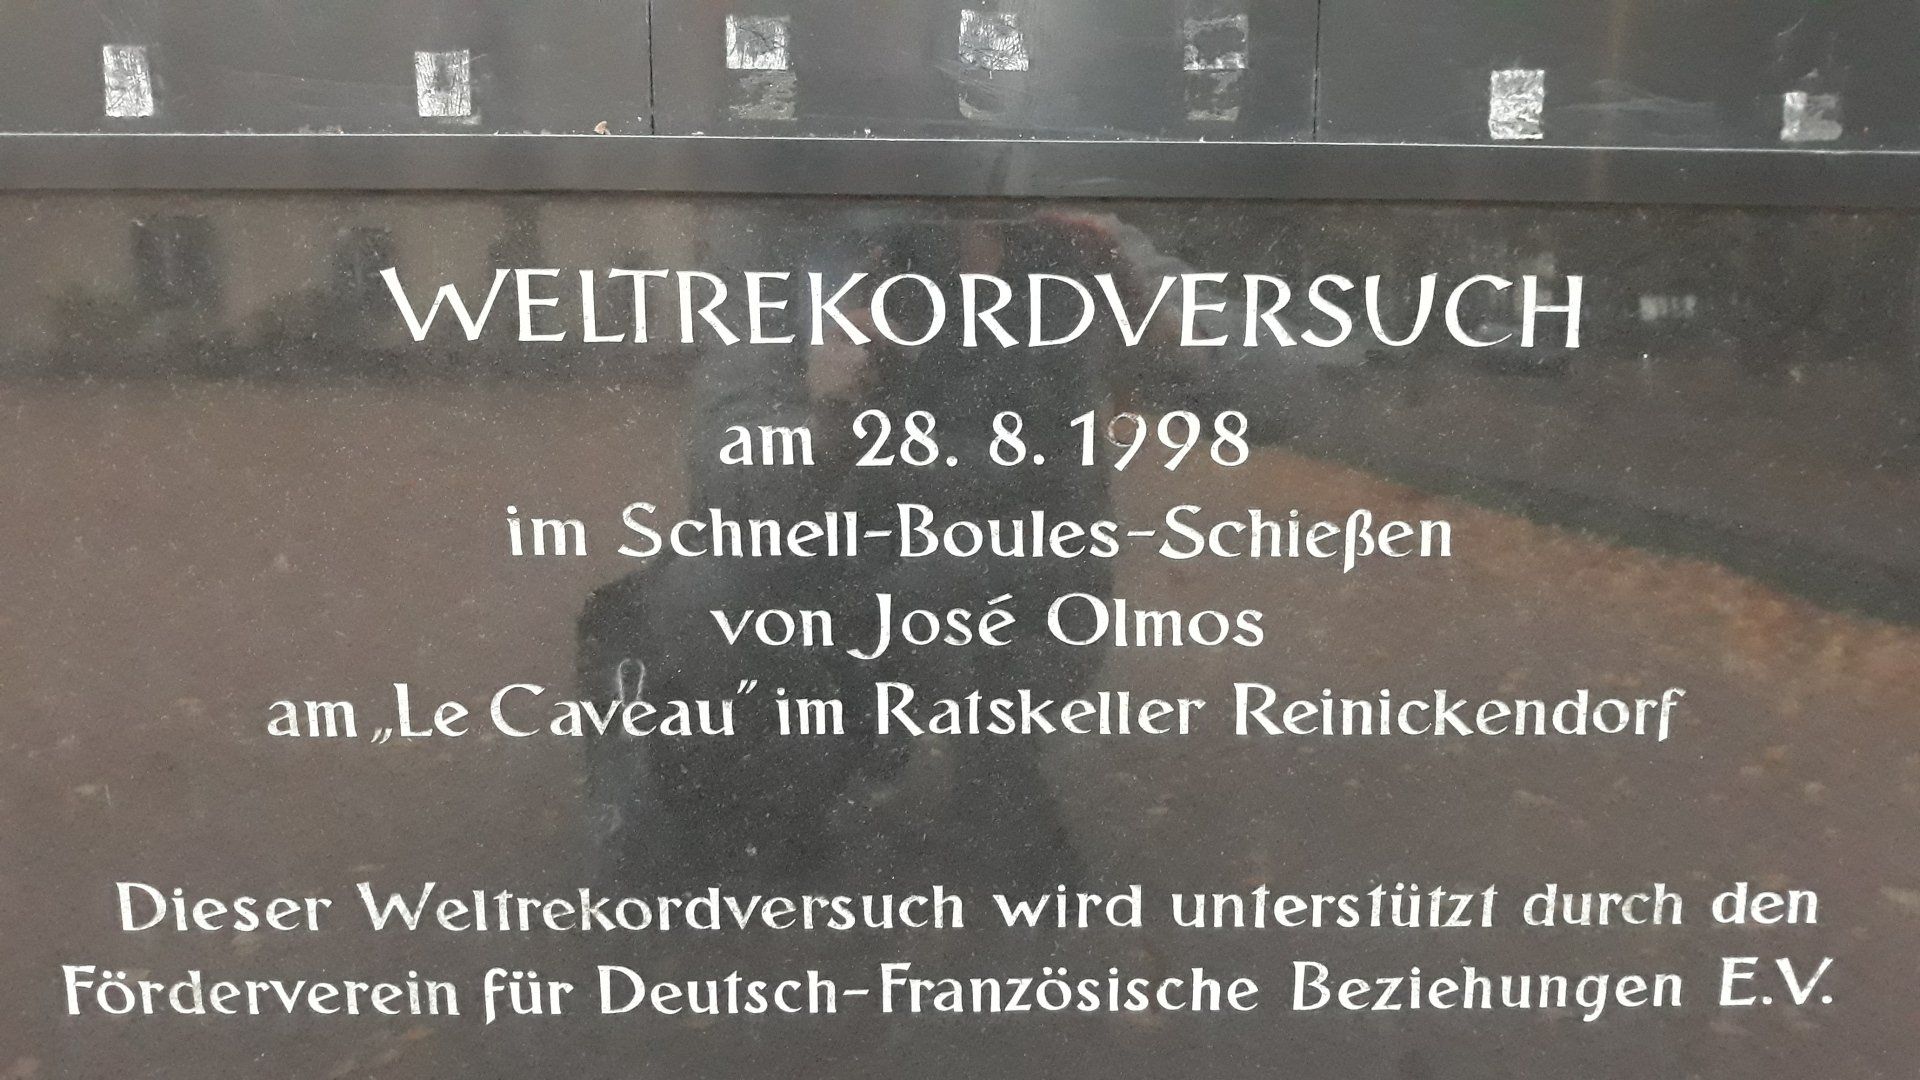 WELTREKORDVERSUCH
am 28. 8. 1998
im Schnell-Boules-Schießen
von José Olmos
am „Le Caveau" im Ratskeller Reinickendorf
Dieser Weltrekordversuch wird unterstützt durch den
Förderverein für Deutsch-Französische Beziehungen E.V.